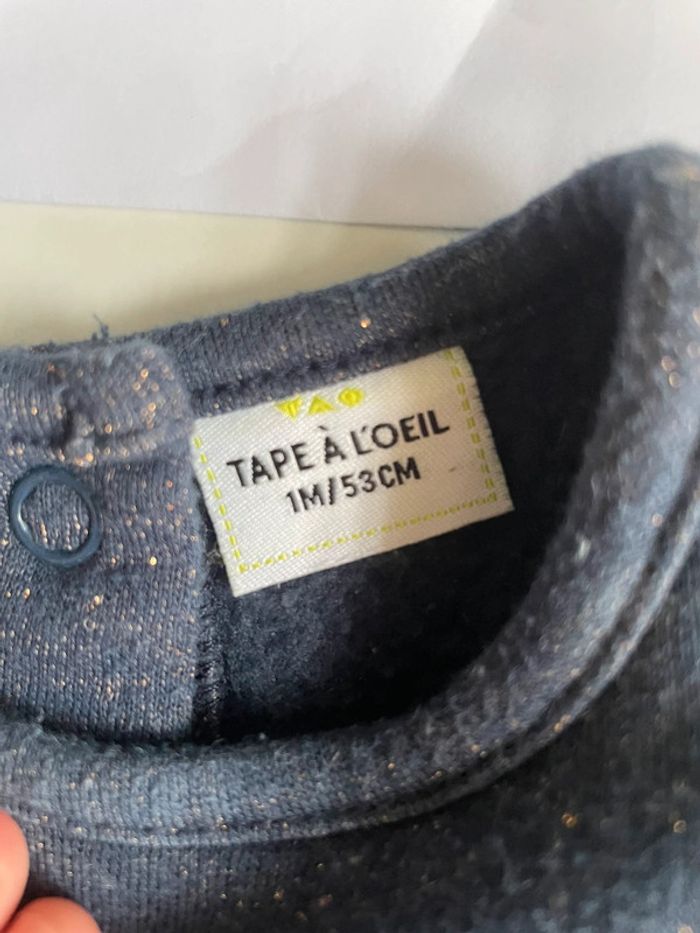 TAO
TAPE À L'OEIL
1M/53CM